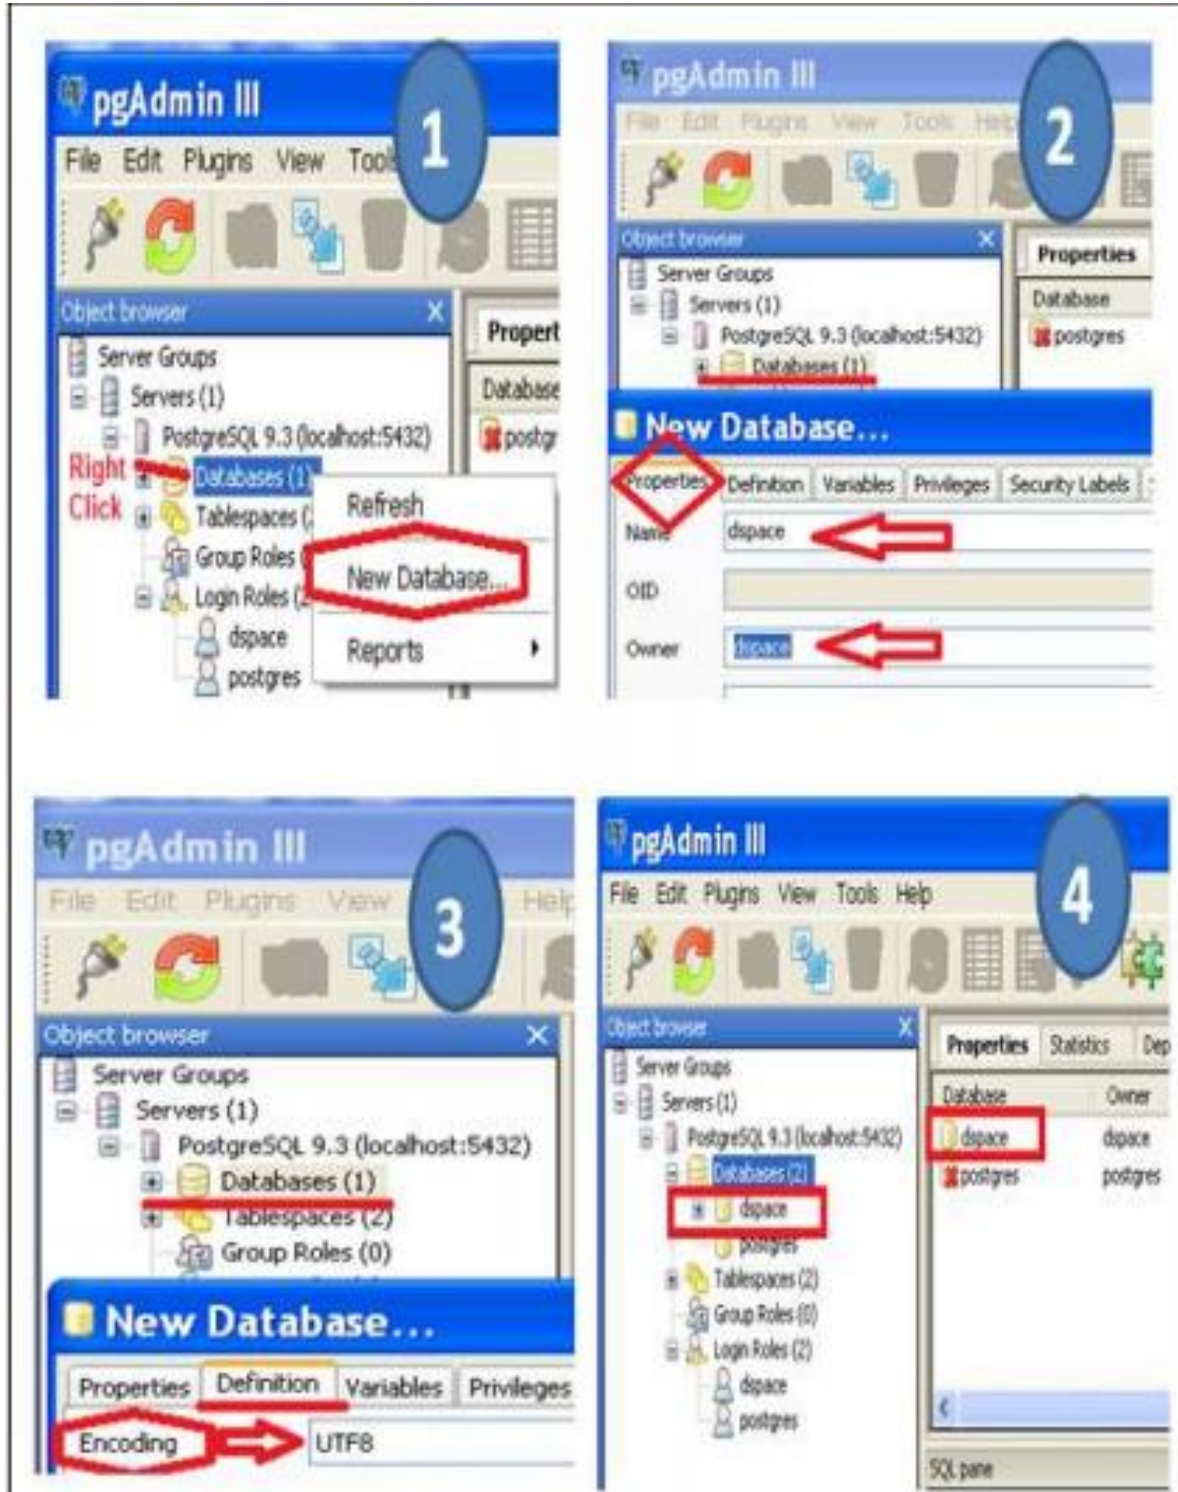 pgAdmin III
1
File Edit Plugins View Tools
Object browser X
Server Groups
Servers (1)
PostgreSQL 9.3 (localhost:5432)
Right
Click
Databases (1)
Tablespaces (
Group Roles (
Login Roles (2
dspace
postgres
Propert
Database
postgr
Refresh
New Database...
Reports
pgAdmin III
2
File Edit Plugins View Tools Help
Object browser X
Server Groups
Servers (1)
PostgreSQL 9.3 (localhost:5432)
Databases (1)
Properties
Database
postgres
New Database...
Properties Definition Variables Privileges Security Labels
Name dspace
OID
Owner dspace
pgAdmin III
3
File Edit Plugins View Help
Object browser X
Server Groups
Servers (1)
PostgreSQL 9.3 (localhost:5432)
Databases (1)
Tablespaces (2)
Group Roles (0)
New Database...
Properties Definition Variables Privileges
Encoding UTF8
pgAdmin III
4
File Edit Plugins View Tools Help
Object browser X
Server Groups
Servers (1)
PostgreSQL 9.3 (localhost:5432)
Databases (2)
dspace
postgres
Tablespaces (2)
Group Roles (0)
Login Roles (2)
dspace
postgres
Properties Statistics Dep
Database Owner
dspace dspace
postgres postgres
SQL pane